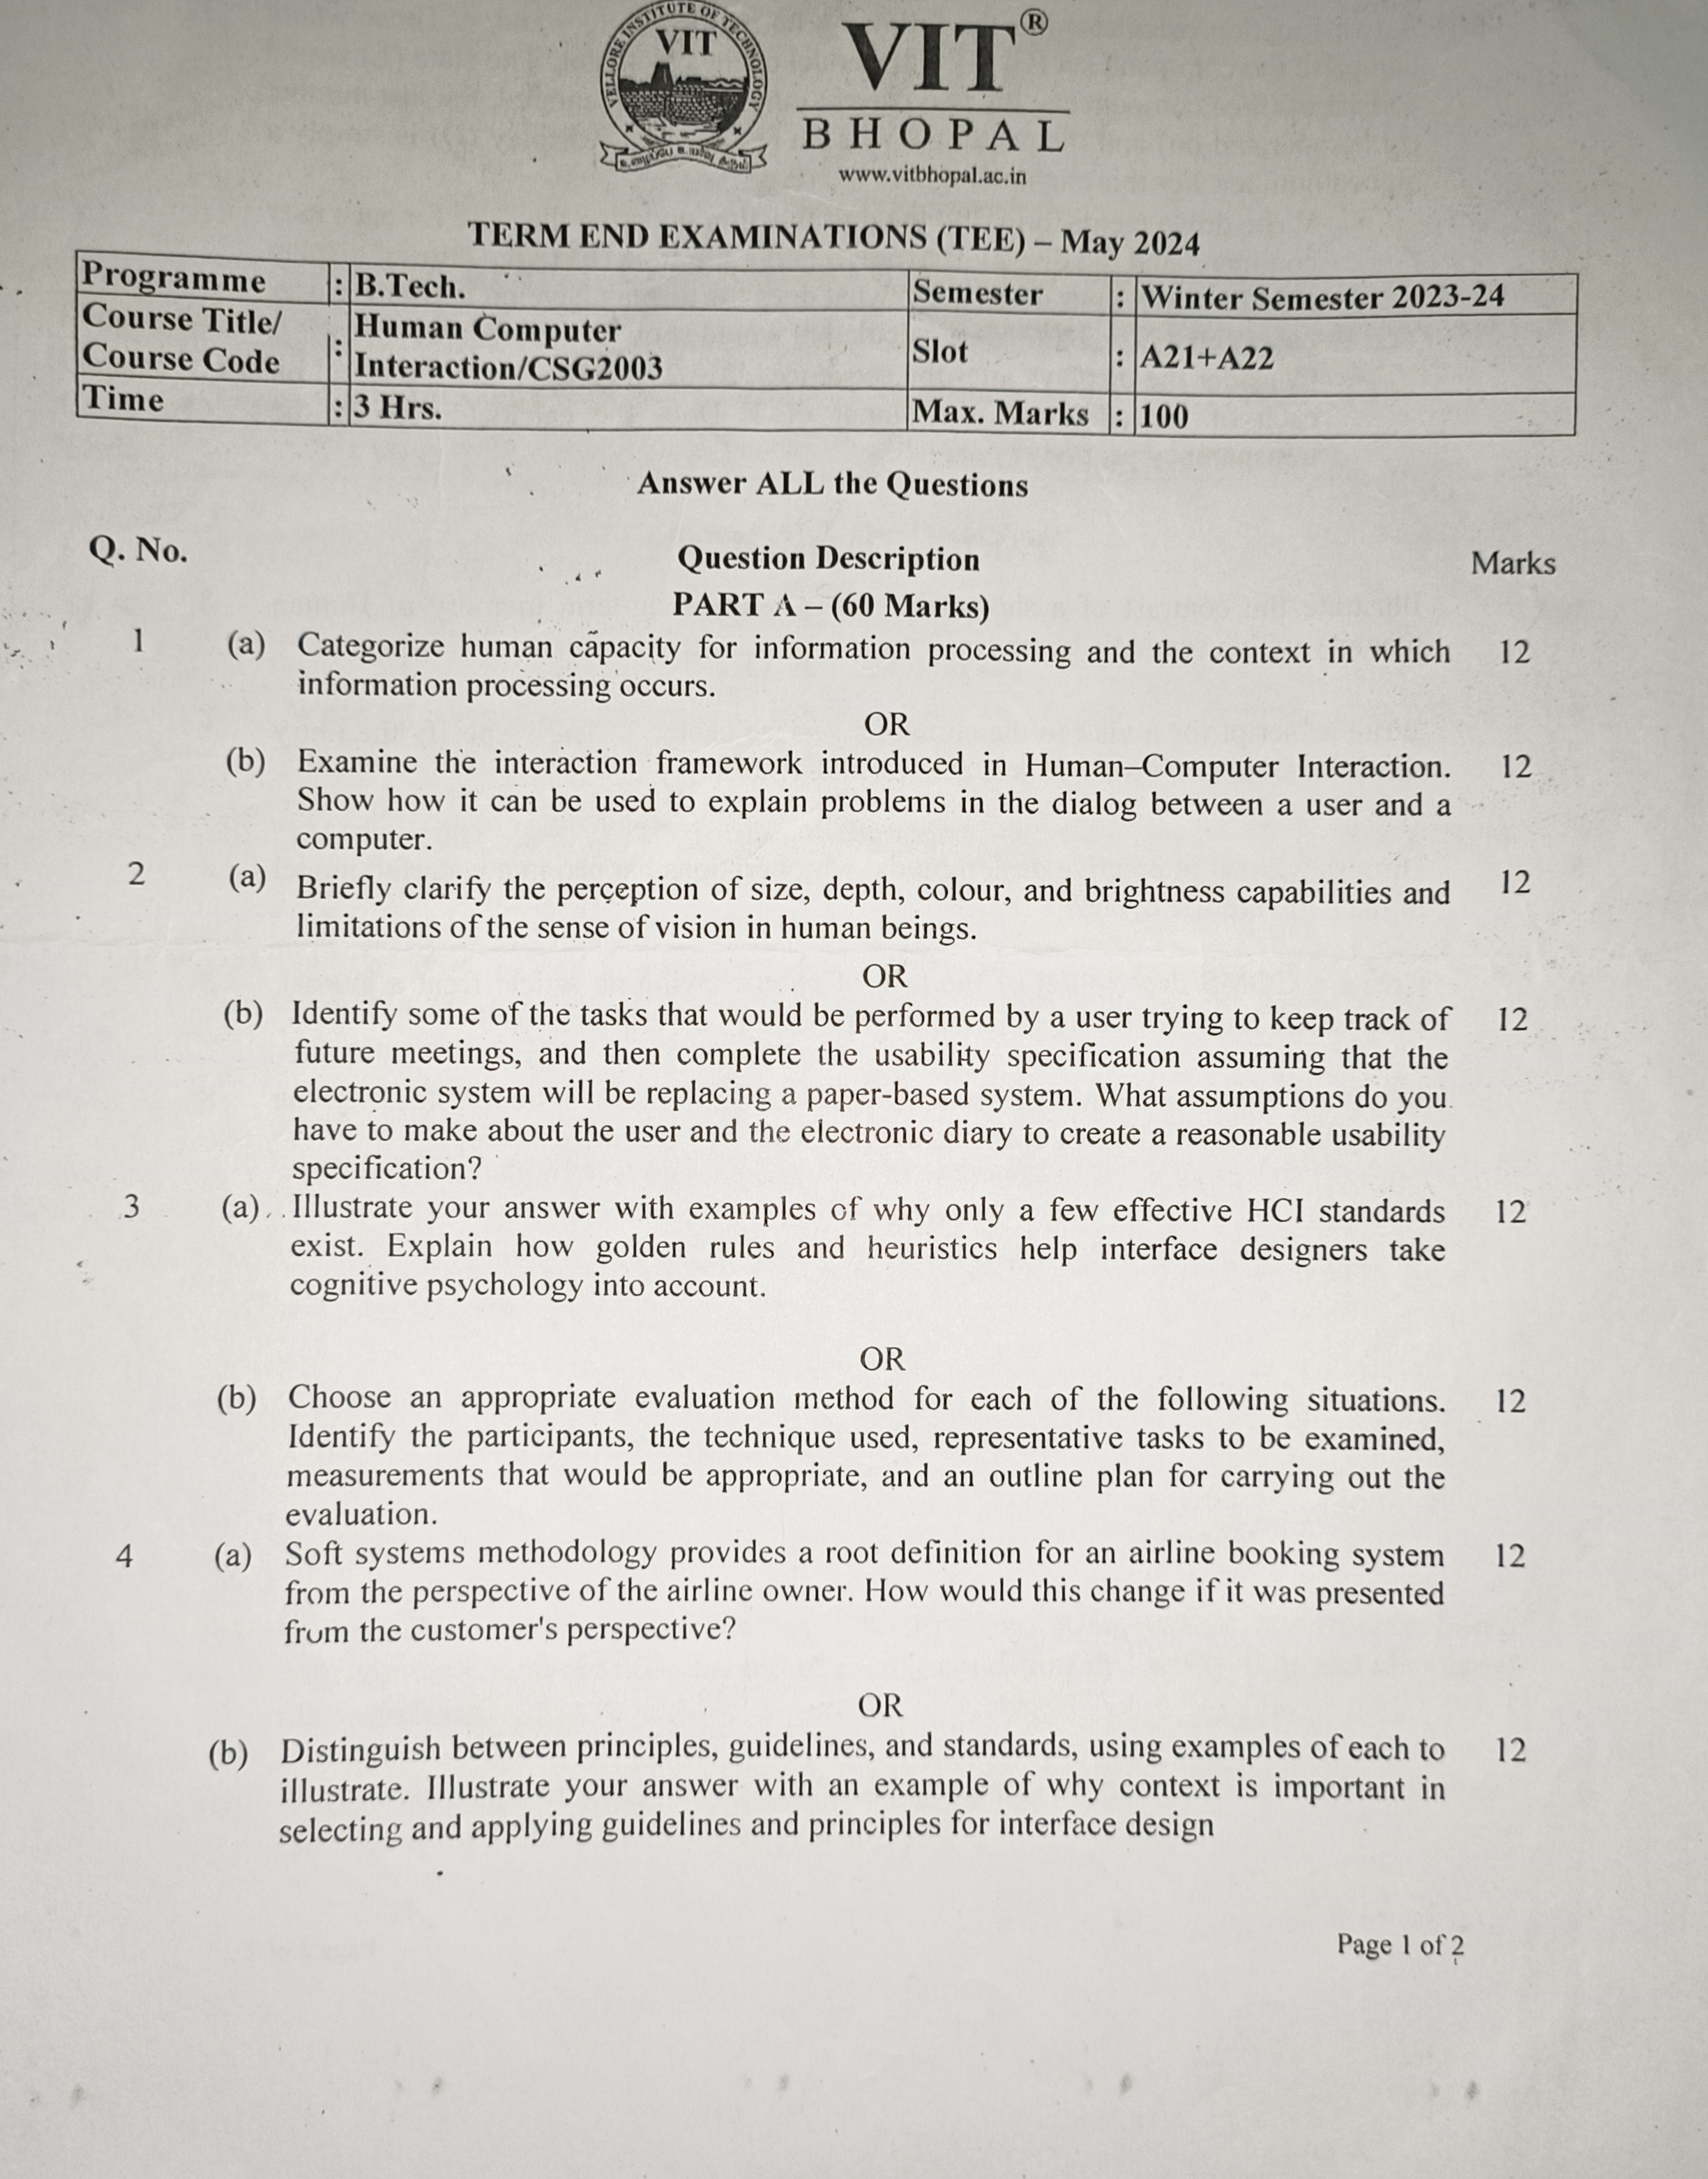 VELLORE INSTITUTE OF TECHNOLOGY
VIT
VIT®
BHOPAL
www.vitbhopal.ac.in
TERM END EXAMINATIONS (TEE) – May 2024
Programme : B.Tech. Semester : Winter Semester 2023-24
Course Title/ Course Code : Human Computer Interaction/CSG2003 Slot : A21+A22
Time : 3 Hrs. Max. Marks : 100
Answer ALL the Questions
Q. No. Question Description Marks
PART A – (60 Marks)
1 (a) Categorize human capacity for information processing and the context in which 12
information processing occurs.
OR
(b) Examine the interaction framework introduced in Human–Computer Interaction. 12
Show how it can be used to explain problems in the dialog between a user and a
computer.
2 (a) Briefly clarify the perception of size, depth, colour, and brightness capabilities and 12
limitations of the sense of vision in human beings.
OR
(b) Identify some of the tasks that would be performed by a user trying to keep track of 12
future meetings, and then complete the usability specification assuming that the
electronic system will be replacing a paper-based system. What assumptions do you
have to make about the user and the electronic diary to create a reasonable usability
specification?
3 (a) Illustrate your answer with examples of why only a few effective HCI standards 12
exist. Explain how golden rules and heuristics help interface designers take
cognitive psychology into account.
OR
(b) Choose an appropriate evaluation method for each of the following situations. 12
Identify the participants, the technique used, representative tasks to be examined,
measurements that would be appropriate, and an outline plan for carrying out the
evaluation.
4 (a) Soft systems methodology provides a root definition for an airline booking system 12
from the perspective of the airline owner. How would this change if it was presented
from the customer's perspective?
OR
(b) Distinguish between principles, guidelines, and standards, using examples of each to 12
illustrate. Illustrate your answer with an example of why context is important in
selecting and applying guidelines and principles for interface design
Page 1 of 2